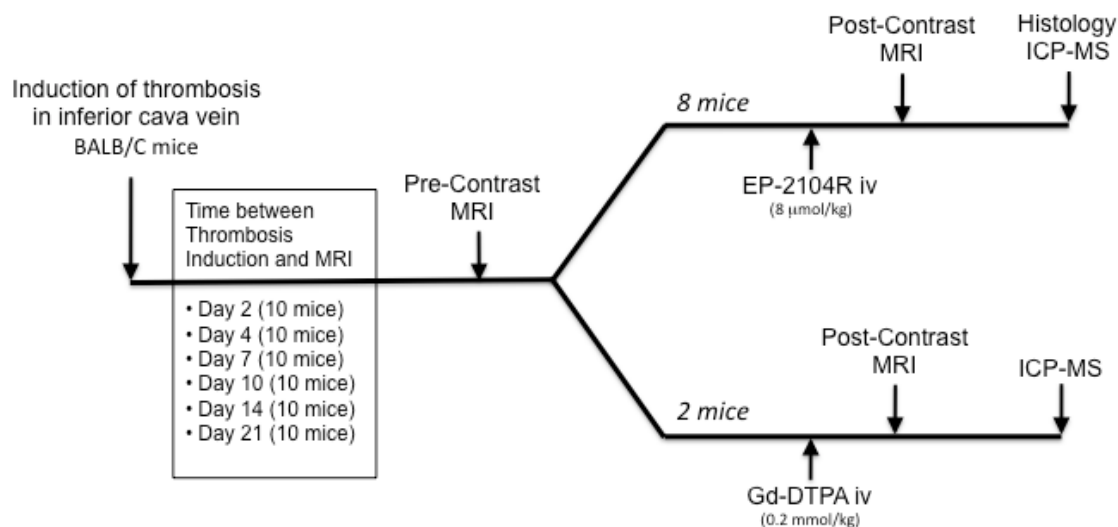 Induction of thrombosis
in inferior cava vein
BALB/C mice
Time between
Thrombosis
Induction and MRI
• Day 2 (10 mice)
• Day 4 (10 mice)
• Day 7 (10 mice)
• Day 10 (10 mice)
• Day 14 (10 mice)
• Day 21 (10 mice)
Pre-Contrast
MRI
8 mice
EP-2104R iv
(8 μmol/kg)
Post-Contrast
MRI
Histology
ICP-MS
2 mice
Gd-DTPA iv
(0.2 mmol/kg)
Post-Contrast
MRI
ICP-MS